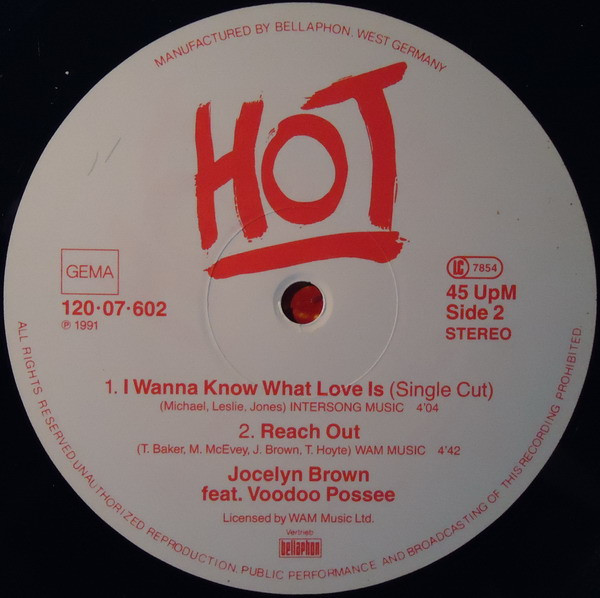 MANUFACTURED BY BELLAPHON. WEST GERMANY
HOT
GEMA
LC 7854
120·07·602
℗ 1991
45 UpM
Side 2
STEREO
1. I Wanna Know What Love Is (Single Cut)
(Michael, Leslie, Jones) INTERSONG MUSIC 4'04
2. Reach Out
(T. Baker, M. McEvey, J. Brown, T. Hoyte) WAM MUSIC 4'42
Jocelyn Brown
feat. Voodoo Possee
Licensed by WAM Music Ltd.
Vertrieb
bellaphon
ALL RIGHTS RESERVED UNAUTHORIZED REPRODUCTION. PUBLIC PERFORMANCE AND BROADCASTING OF THIS RECORDING PROHIBITED.